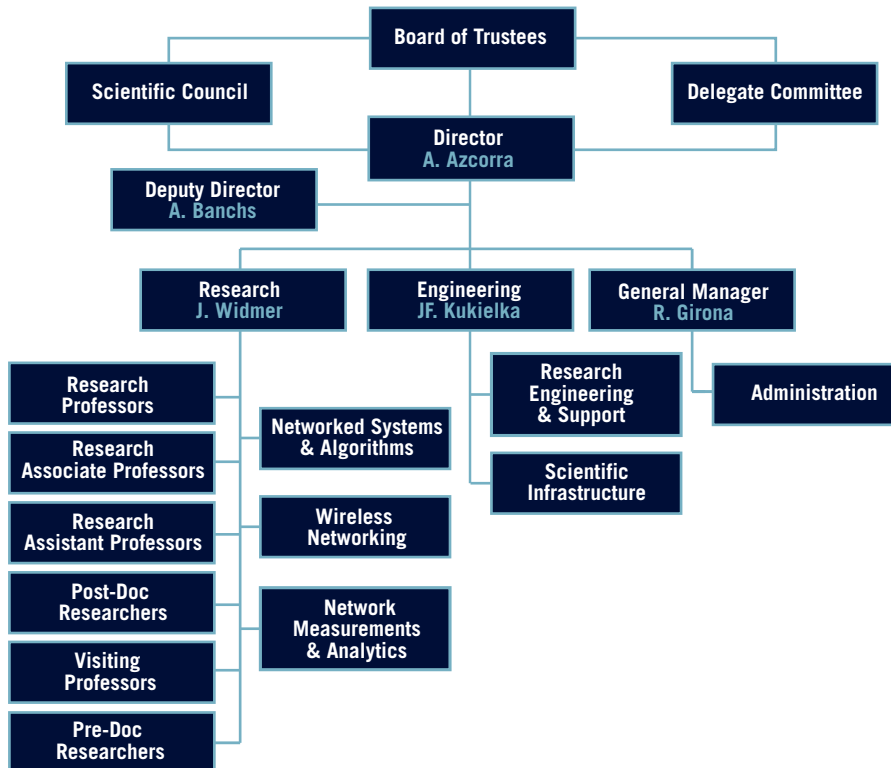 Board of Trustees
Scientific Council
Delegate Committee
Director
A. Azcorra
Deputy Director
A. Banchs
Research
J. Widmer
Engineering
JF. Kukielka
General Manager
R. Girona
Research
Professors
Research
Associate Professors
Research
Assistant Professors
Post-Doc
Researchers
Visiting
Professors
Pre-Doc
Researchers
Networked Systems
& Algorithms
Wireless
Networking
Network
Measurements
& Analytics
Research
Engineering
& Support
Scientific
Infrastructure
Administration